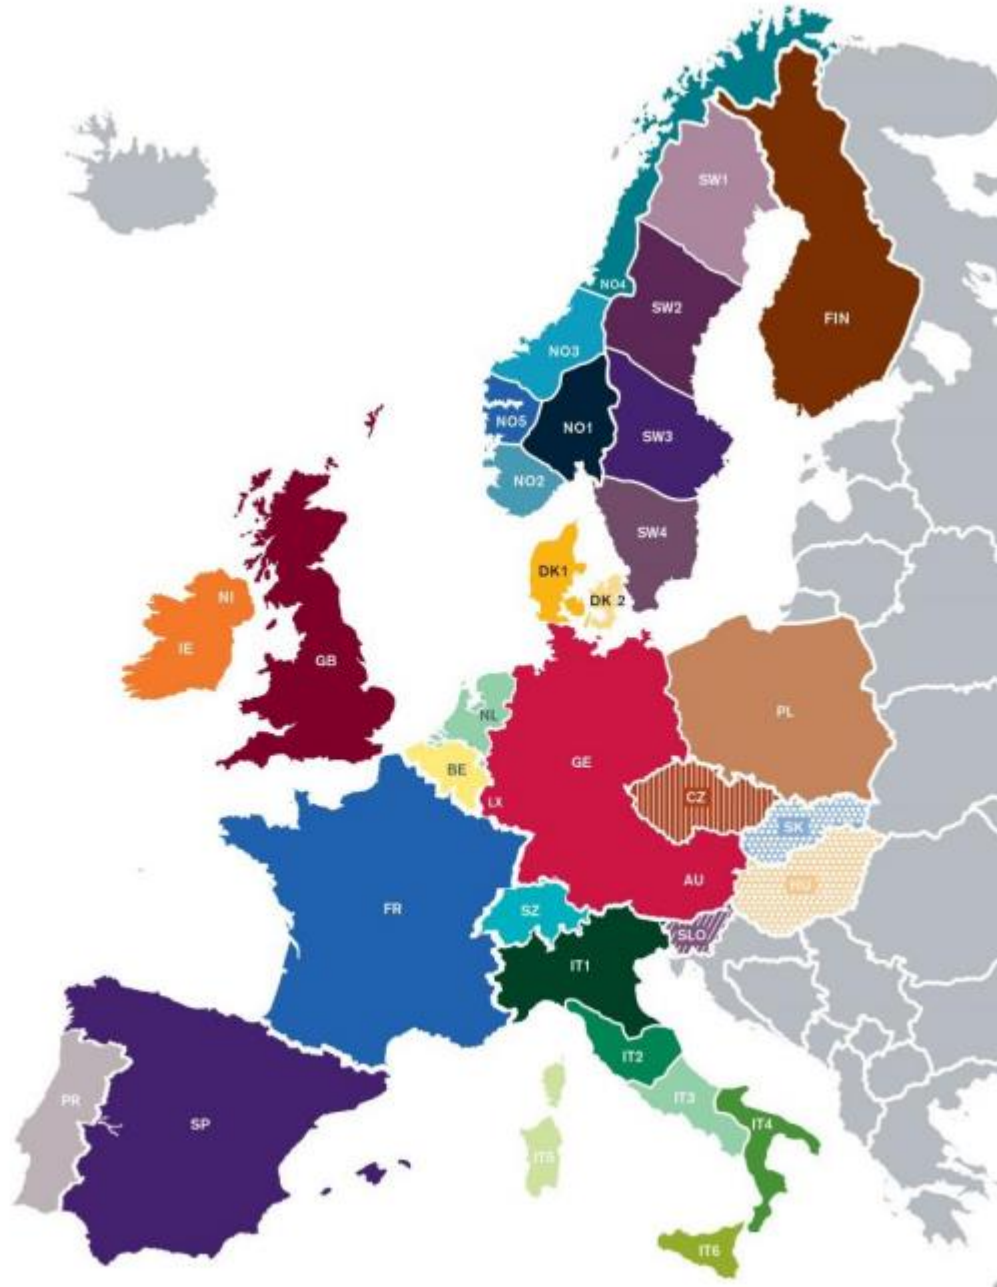 SW1
NO4
SW2
FIN
NO3
NO5
NO1
SW3
NO2
SW4
DK1
DK 2
NI
IE
GB
NL
PL
GE
BE
CZ
LX
SK
AU
HU
FR
SZ
SLO
IT1
IT2
IT3
PR
SP
IT4
IT5
IT6